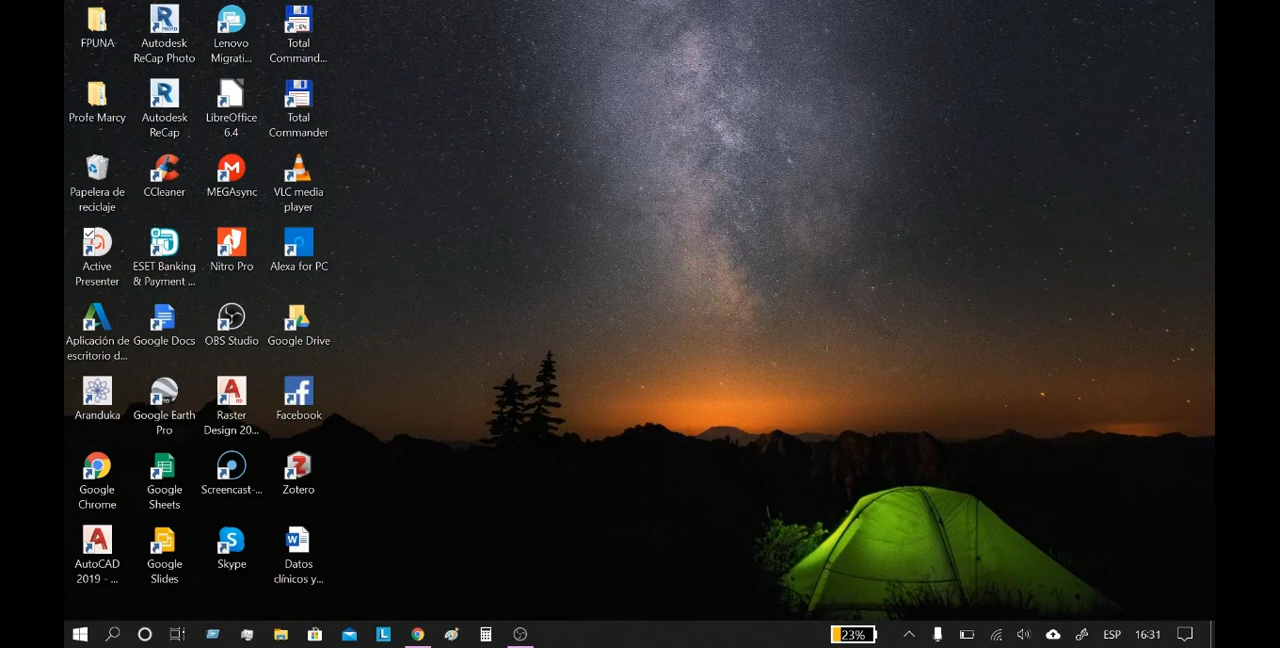 FPUNA
Autodesk
ReCap Photo
Lenovo
Migrati...
Total
Command...
64
Profe Marcy
Autodesk
ReCap
LibreOffice
6.4
Total
Commander
Papelera de
reciclaje
CCleaner
MEGAsync
VLC media
player
Active
Presenter
ESET Banking
& Payment ...
Nitro Pro
Alexa for PC
Aplicación de
escritorio d...
Google Docs
OBS Studio
Google Drive
Aranduka
Google Earth
Pro
Raster
Design 20...
Facebook
Google
Chrome
Google
Sheets
Screencast-...
Zotero
AutoCAD
2019 - ...
Google
Slides
Skype
Datos
clínicos y...
23%
ESP
16:31